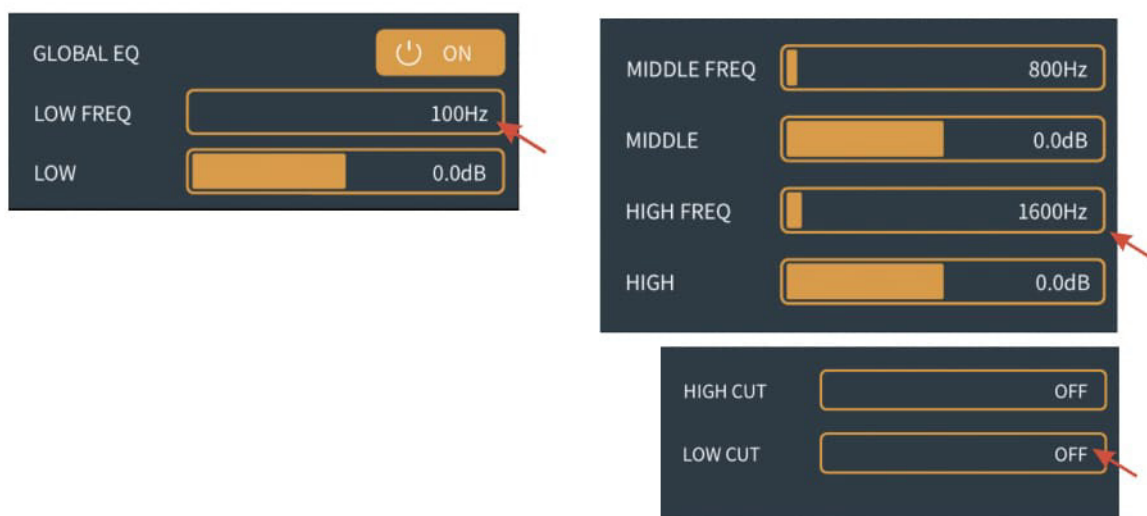 GLOBAL EQ ON
LOW FREQ 100Hz
LOW 0.0dB
MIDDLE FREQ 800Hz
MIDDLE 0.0dB
HIGH FREQ 1600Hz
HIGH 0.0dB
HIGH CUT OFF
LOW CUT OFF